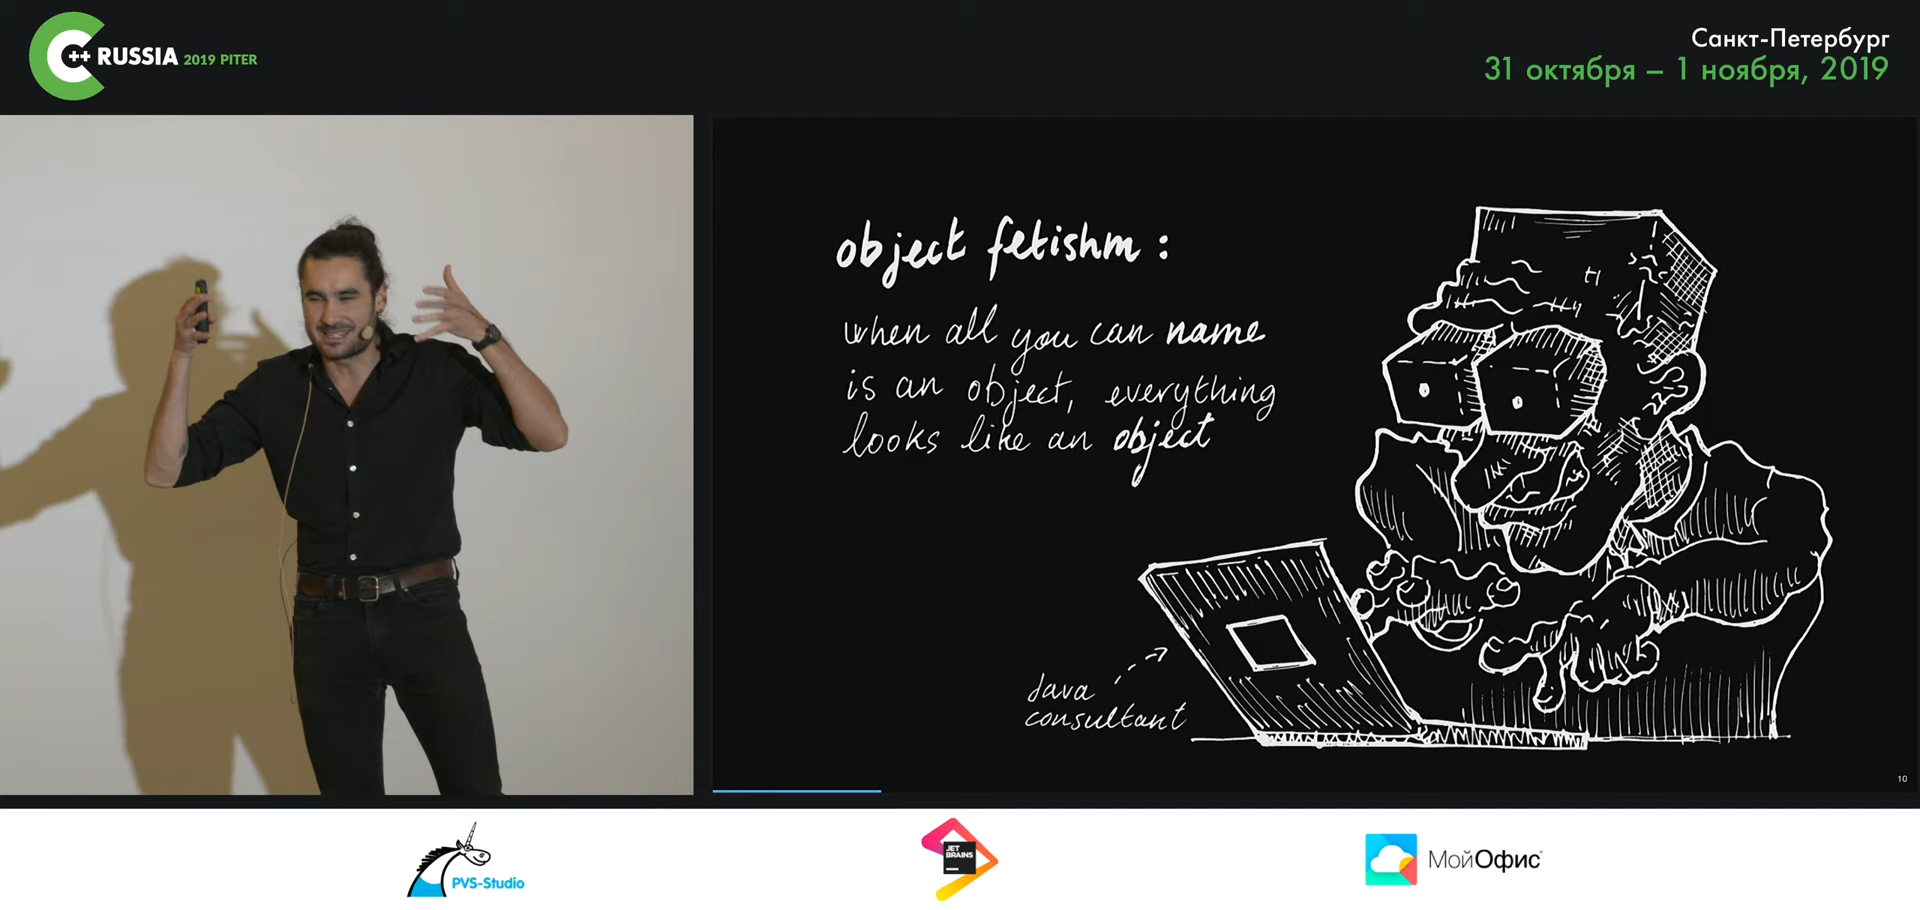 C++ RUSSIA 2019 PITER
Санкт-Петербург
31 октября – 1 ноября, 2019
object fetishm:
when all you can name
is an object, everything
looks like an object
Java
consultant
10
PVS-Studio
JET
BRAINS
МойОфис®